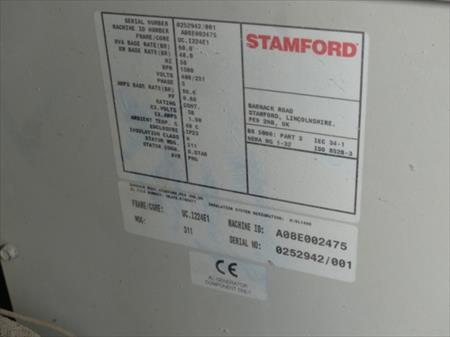 SERIAL NUMBER 0252942/001
MACHINE ID NUMBER A08E002475
FRAME/CORE UC.I224E1
KVA BASE RATE(BR) 60.0
KW BASE RATE(BR) 48.0
HZ 50
RPM 1500
VOLTS 400/231
PHASE 3
AMPS BASE RATE(BR) 86.6
PF 0.80
RATING CONT.
EX.VOLTS
EX.AMPS
AMBIENT TEMP. C 40 C
ENCLOSURE IP23
INSULATION CLASS H
STATOR WDG. 311
STATOR CONN. S.STAR
AVR
STAMFORD
BARNACK ROAD
STAMFORD, LINCOLNSHIRE.
PE9 2NB, UK
BS 5000: PART 3 IEC 34-1
NEMA MG 1-32 ISO 8528-3
FRAME/CORE: UC.I224E1 MACHINE ID: A08E002475
WDG: 311 SERIAL NO: 0252942/001
CE
AC GENERATOR
COMPONENT ONLY